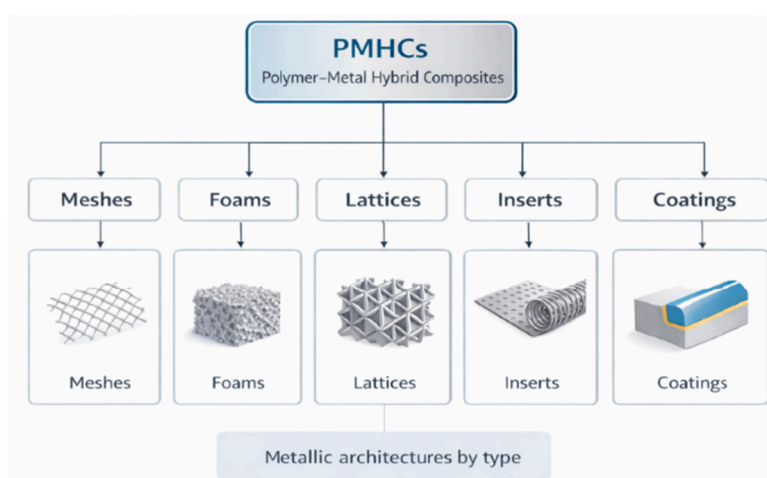 PMHCs
Polymer–Metal Hybrid Composites
Meshes
Foams
Lattices
Inserts
Coatings
Meshes
Foams
Lattices
Inserts
Coatings
Metallic architectures by type